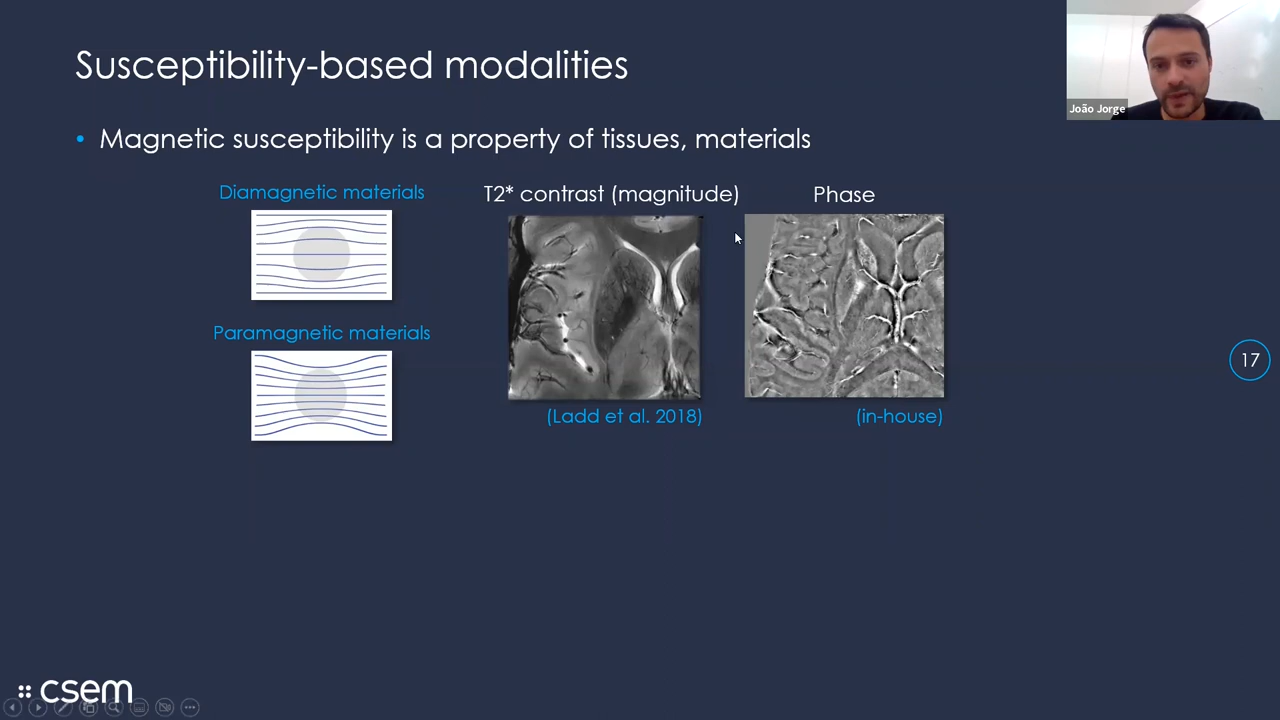 Susceptibility-based modalities
João Jorge
• Magnetic susceptibility is a property of tissues, materials
Diamagnetic materials
T2* contrast (magnitude)
Phase
Paramagnetic materials
17
(Ladd et al. 2018)
(in-house)
csem